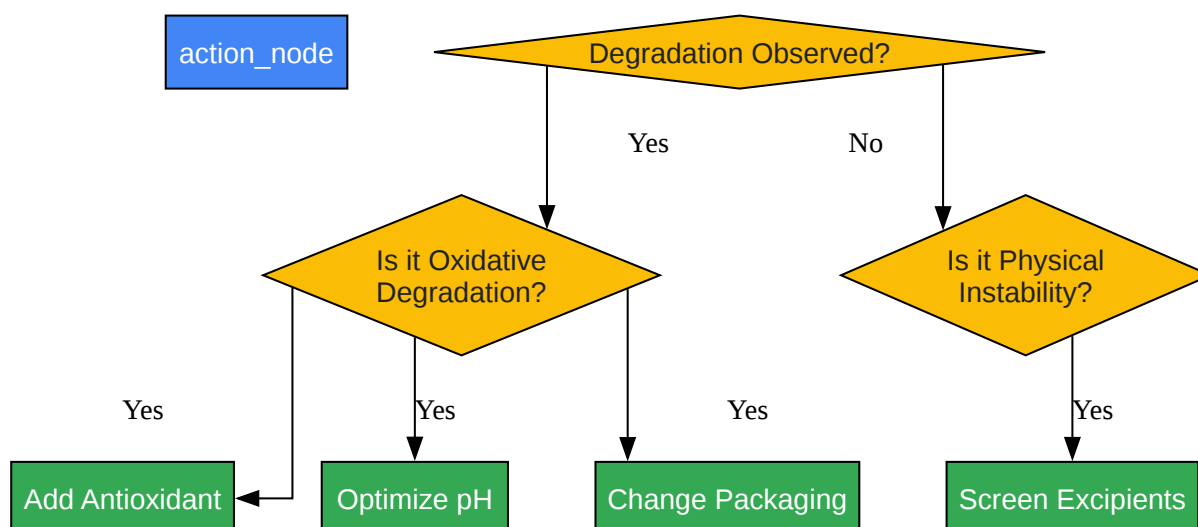 action_node
Degradation Observed?
Yes
No
Is it Oxidative
Degradation?
Is it Physical
Instability?
Yes
Yes
Yes
Yes
Add Antioxidant
Optimize pH
Change Packaging
Screen Excipients